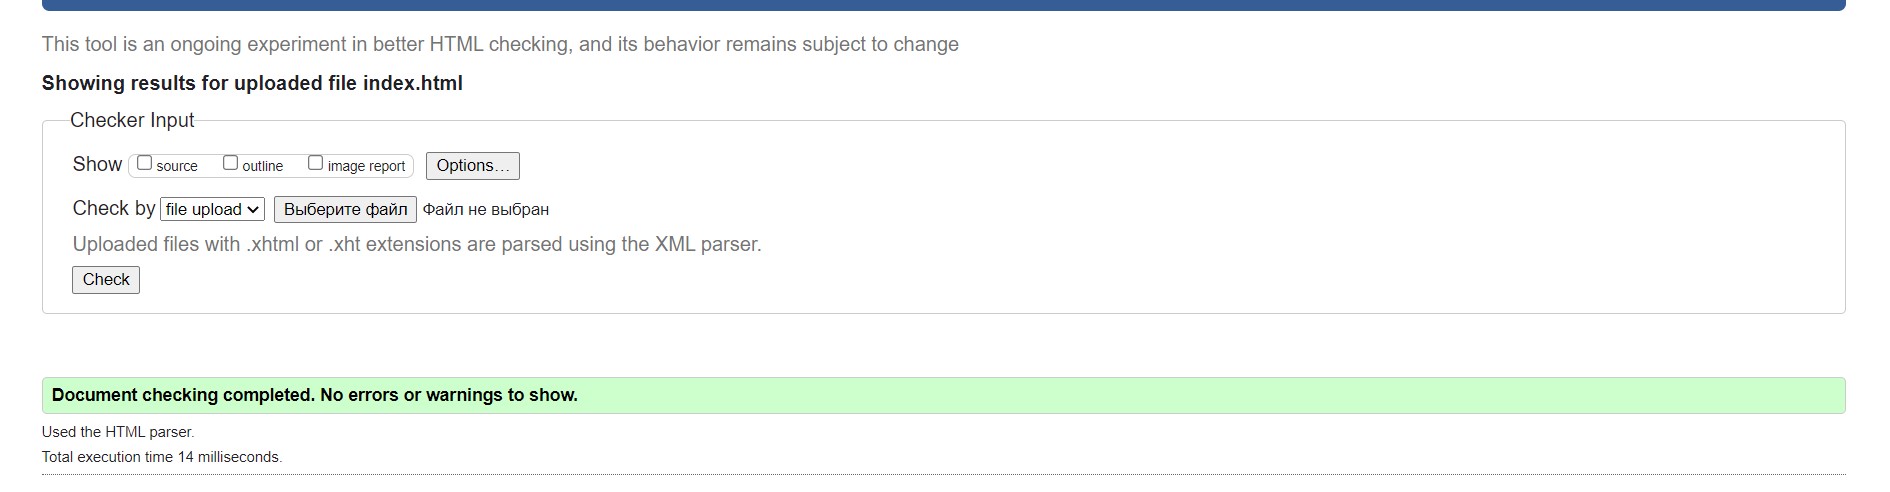 This tool is an ongoing experiment in better HTML checking, and its behavior remains subject to change
Showing results for uploaded file index.html
Checker Input
Show source outline image report Options…
Check by file upload Выберите файл Файл не выбран
Uploaded files with .xhtml or .xht extensions are parsed using the XML parser.
Check
Document checking completed. No errors or warnings to show.
Used the HTML parser.
Total execution time 14 milliseconds.